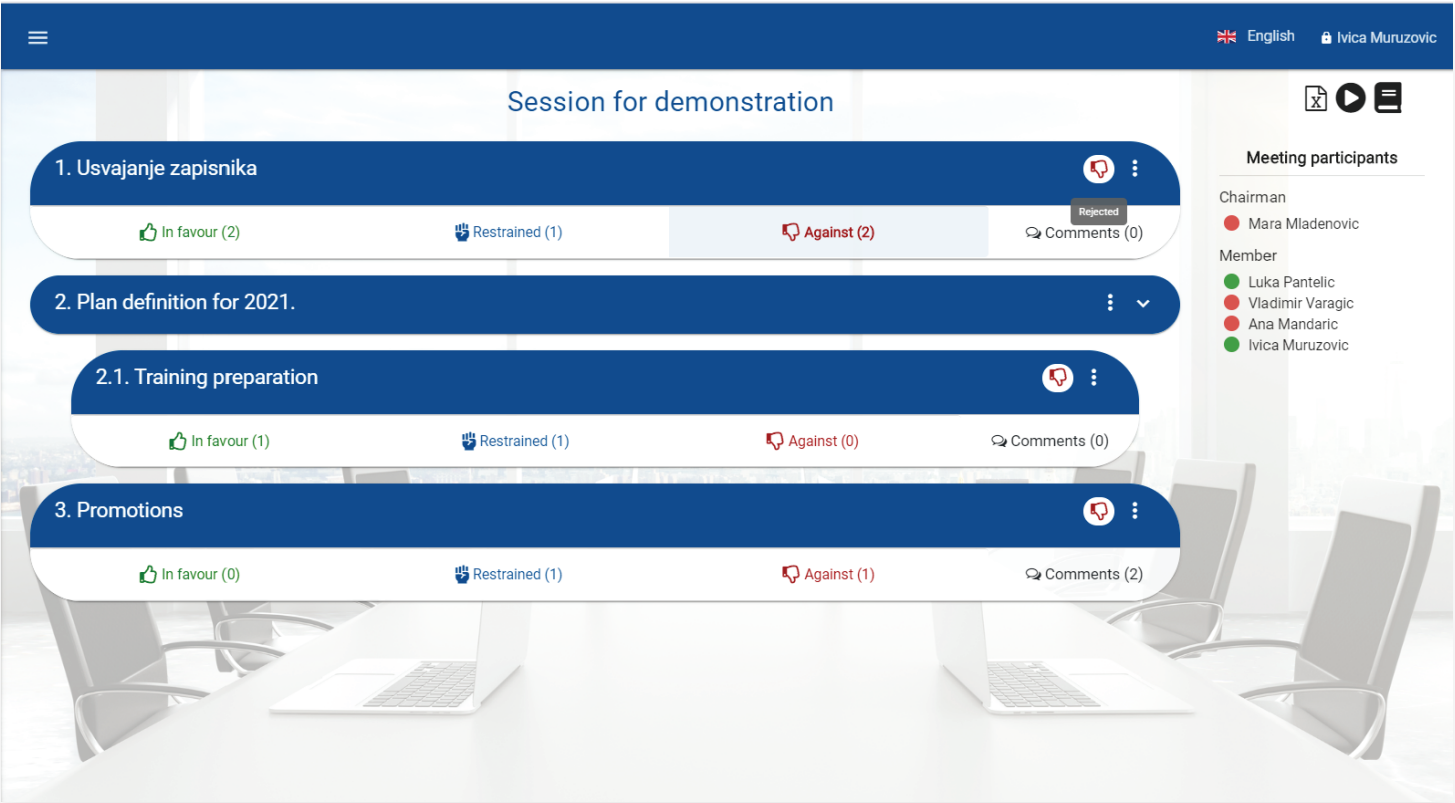 English Ivica Muruzovic
Session for demonstration
1. Usvajanje zapisnika
Rejected
In favour (2) Restrained (1) Against (2) Comments (0)
2. Plan definition for 2021.
2.1. Training preparation
In favour (1) Restrained (1) Against (0) Comments (0)
3. Promotions
In favour (0) Restrained (1) Against (1) Comments (2)
Meeting participants
Chairman
Mara Mladenovic
Member
Luka Pantelic
Vladimir Varagic
Ana Mandaric
Ivica Muruzovic